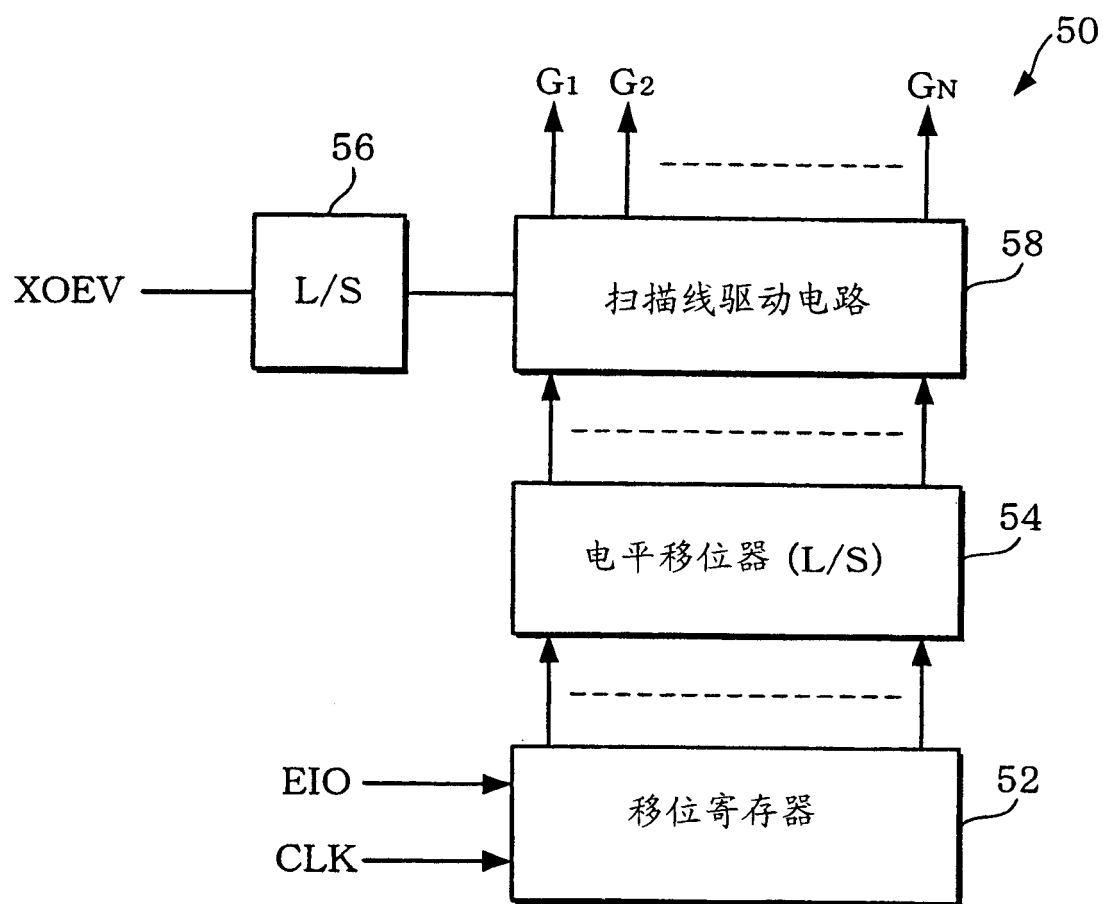 50
G1 G2 GN
56
L/S
XOEV
58
扫描线驱动电路
54
电平移位器 (L/S)
52
移位寄存器
EIO
CLK